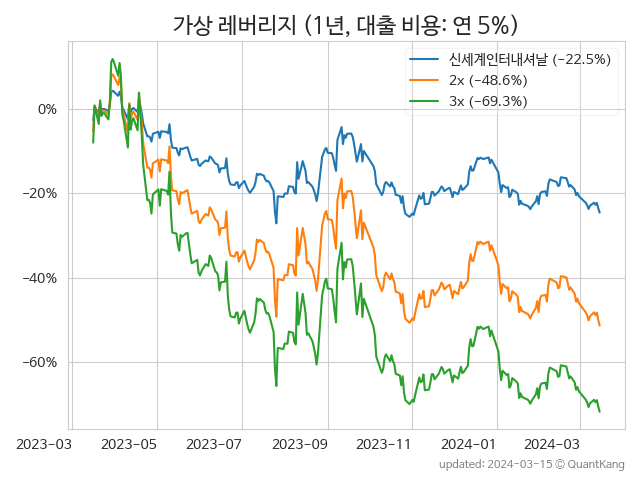 가상 레버리지 (1년, 대출 비용: 연 5%)
신세계인터내셔날 (−22.5%)
2x (−48.6%)
3x (−69.3%)
0%
−20%
−40%
−60%
2023-03 2023-05 2023-07 2023-09 2023-11 2024-01 2024-03
updated: 2024-03-15 ⓒ QuantKang